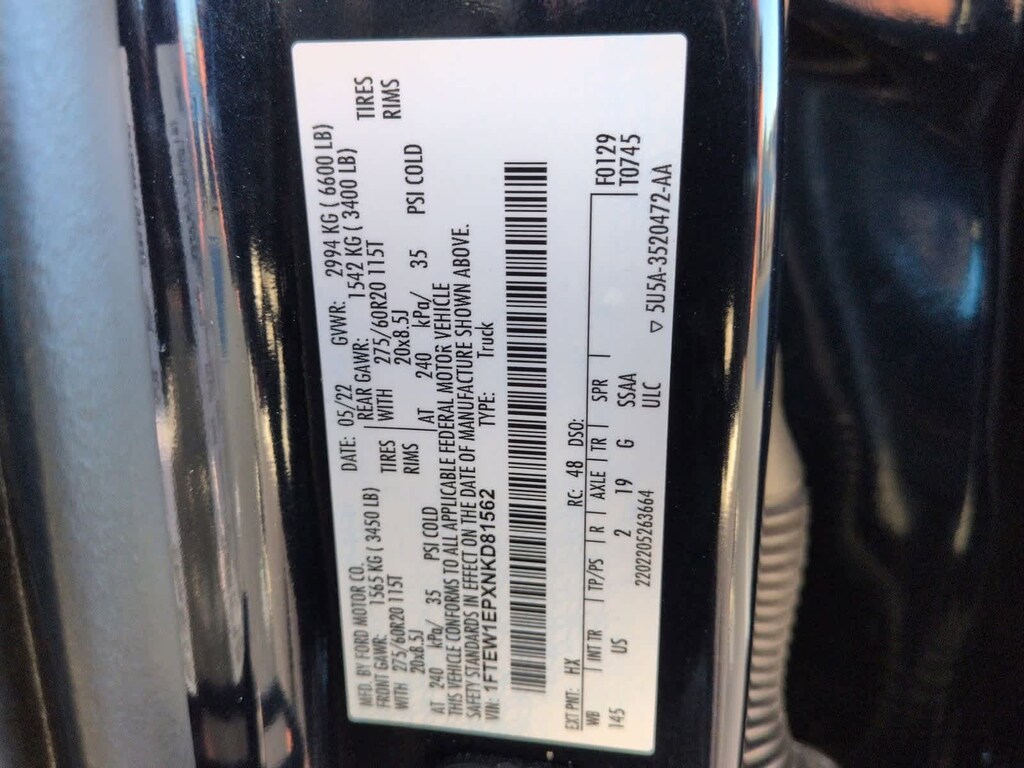 MFD. BY FORD MOTOR CO. DATE: 05/22 GVWR: 2994 KG ( 6600 LB)
FRONT GAWR: 1565 KG ( 3450 LB) REAR GAWR: 1542 KG ( 3400 LB)
WITH 275/60R20 115T TIRES WITH 275/60R20 115T TIRES
20x8.5J RIMS 20x8.5J RIMS
AT 240 kPa/ 35 PSI COLD AT 240 kPa/ 35 PSI COLD
THIS VEHICLE CONFORMS TO ALL APPLICABLE FEDERAL MOTOR VEHICLE
SAFETY STANDARDS IN EFFECT ON THE DATE OF MANUFACTURE SHOWN ABOVE.
VIN: 1FTEW1EPXNKD81562 TYPE: Truck
EXT PNT: HX RC: 48 DSO:
WB INT TR TP/PS R AXLE TR SPR F0129
145 US 2 19 G SSAA T0745
ULC
2202205263664 ▽ 5U5A-3520472-AA